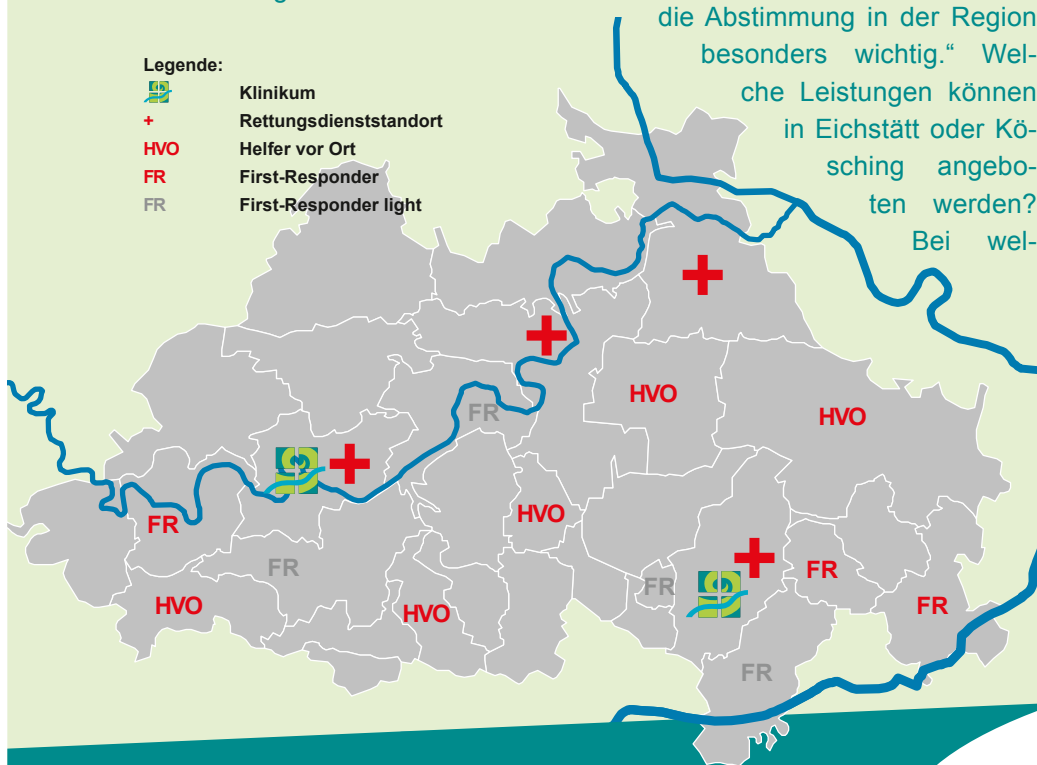 die Abstimmung in der Region
besonders wichtig.“ Wel-
che Leistungen können
in Eichstätt oder Kö-
sching angebo-
ten werden?
Bei wel-
Legende:
Klinikum
+ Rettungsdienststandort
HVO Helfer vor Ort
FR First-Responder
FR First-Responder light
HVO
FR
HVO
HVO
FR
FR
FR
FR
HVO
HVO
FR
FR